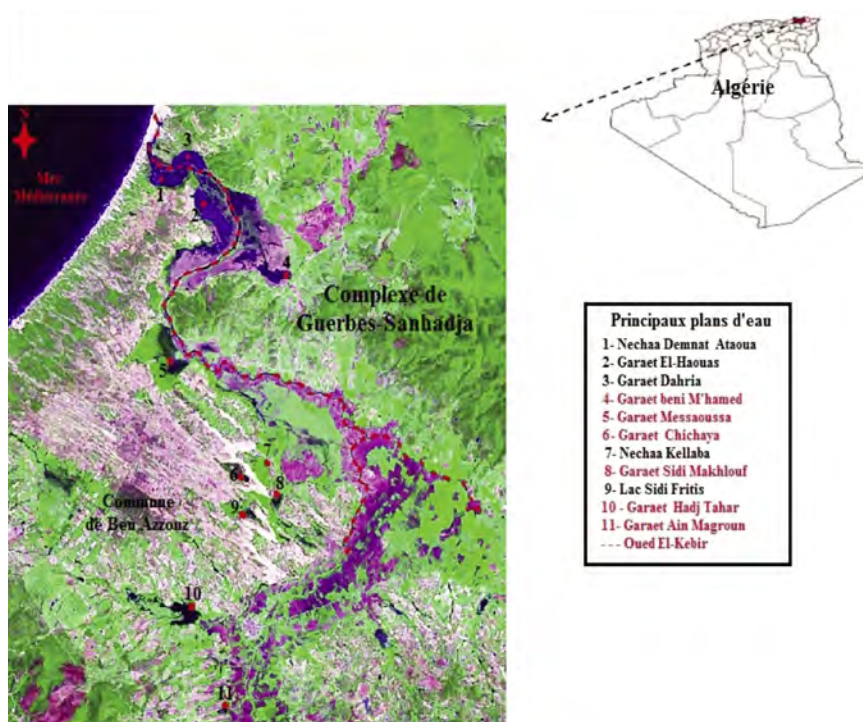 Algérie
N
Mer
Méditerranée
3
1
2
4
Complexe de
Guerbes-Sanhadja
5
7
6
8
9
Commune
de Ben Azzouz
10
11
Principaux plans d'eau
1- Nechaa Demnat Ataoua
2- Garaet El-Haouas
3- Garaet Dahria
4- Garaet beni M'hamed
5- Garaet Messaoussa
6- Garaet Chichaya
7- Nechaa Kellaba
8- Garaet Sidi Makhlouf
9- Lac Sidi Fritis
10 - Garaet Hadj Tahar
11- Garaet Ain Magroun
--- Oued El-Kebir